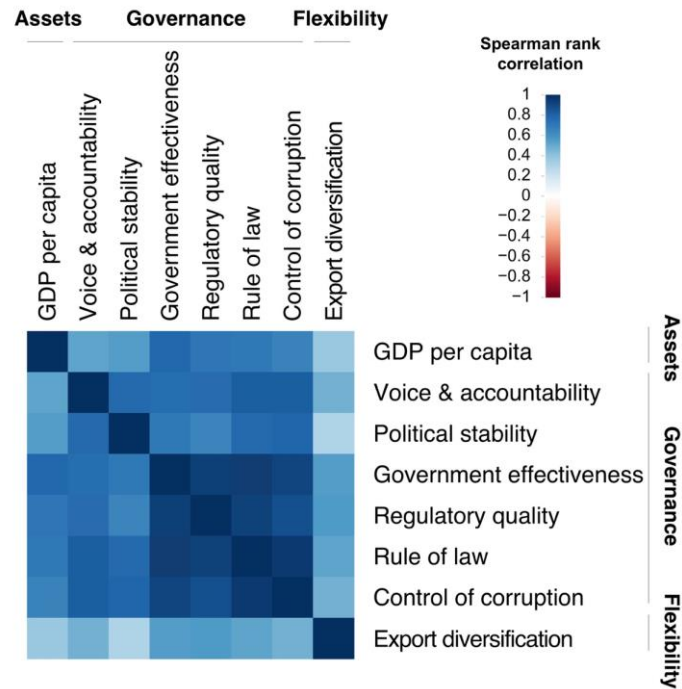 Assets Governance Flexibility
GDP per capita
Voice & accountability
Political stability
Government effectiveness
Regulatory quality
Rule of law
Control of corruption
Export diversification
Spearman rank
correlation
1
0.8
0.6
0.4
0.2
0
−0.2
−0.4
−0.6
−0.8
−1
GDP per capita
Voice & accountability
Political stability
Government effectiveness
Regulatory quality
Rule of law
Control of corruption
Export diversification
Assets
Governance
Flexibility